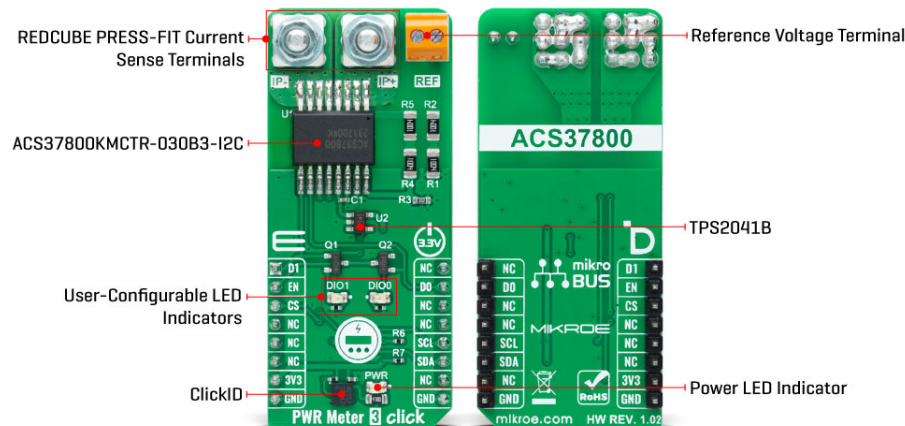 REDCUBE PRESS-FIT Current
Sense Terminals
ACS37800KMCTR-030B3-I2C
User-Configurable LED
Indicators
ClickID
IP-
IP+
REF
U1
ACS37800
R5
R2
R4
R1
C1
R3
U2
3.3V
Q1
Q2
D1
NC
EN
D0
DIO1
DIO0
CS
NC
NC
NC
R6
SCL
NC
R7
SDA
3V3
PWR
NC
GND
GND
PWR Meter 3 click
Reference Voltage Terminal
TPS2041B
Power LED Indicator
ACS37800
NC
mikro
D1
D0
BUS
EN
NC
CS
NC
MIKROE
NC
SCL
NC
SDA
NC
NC
3V3
GND
RoHS
GND
mikroe.com
HW REV. 1.02